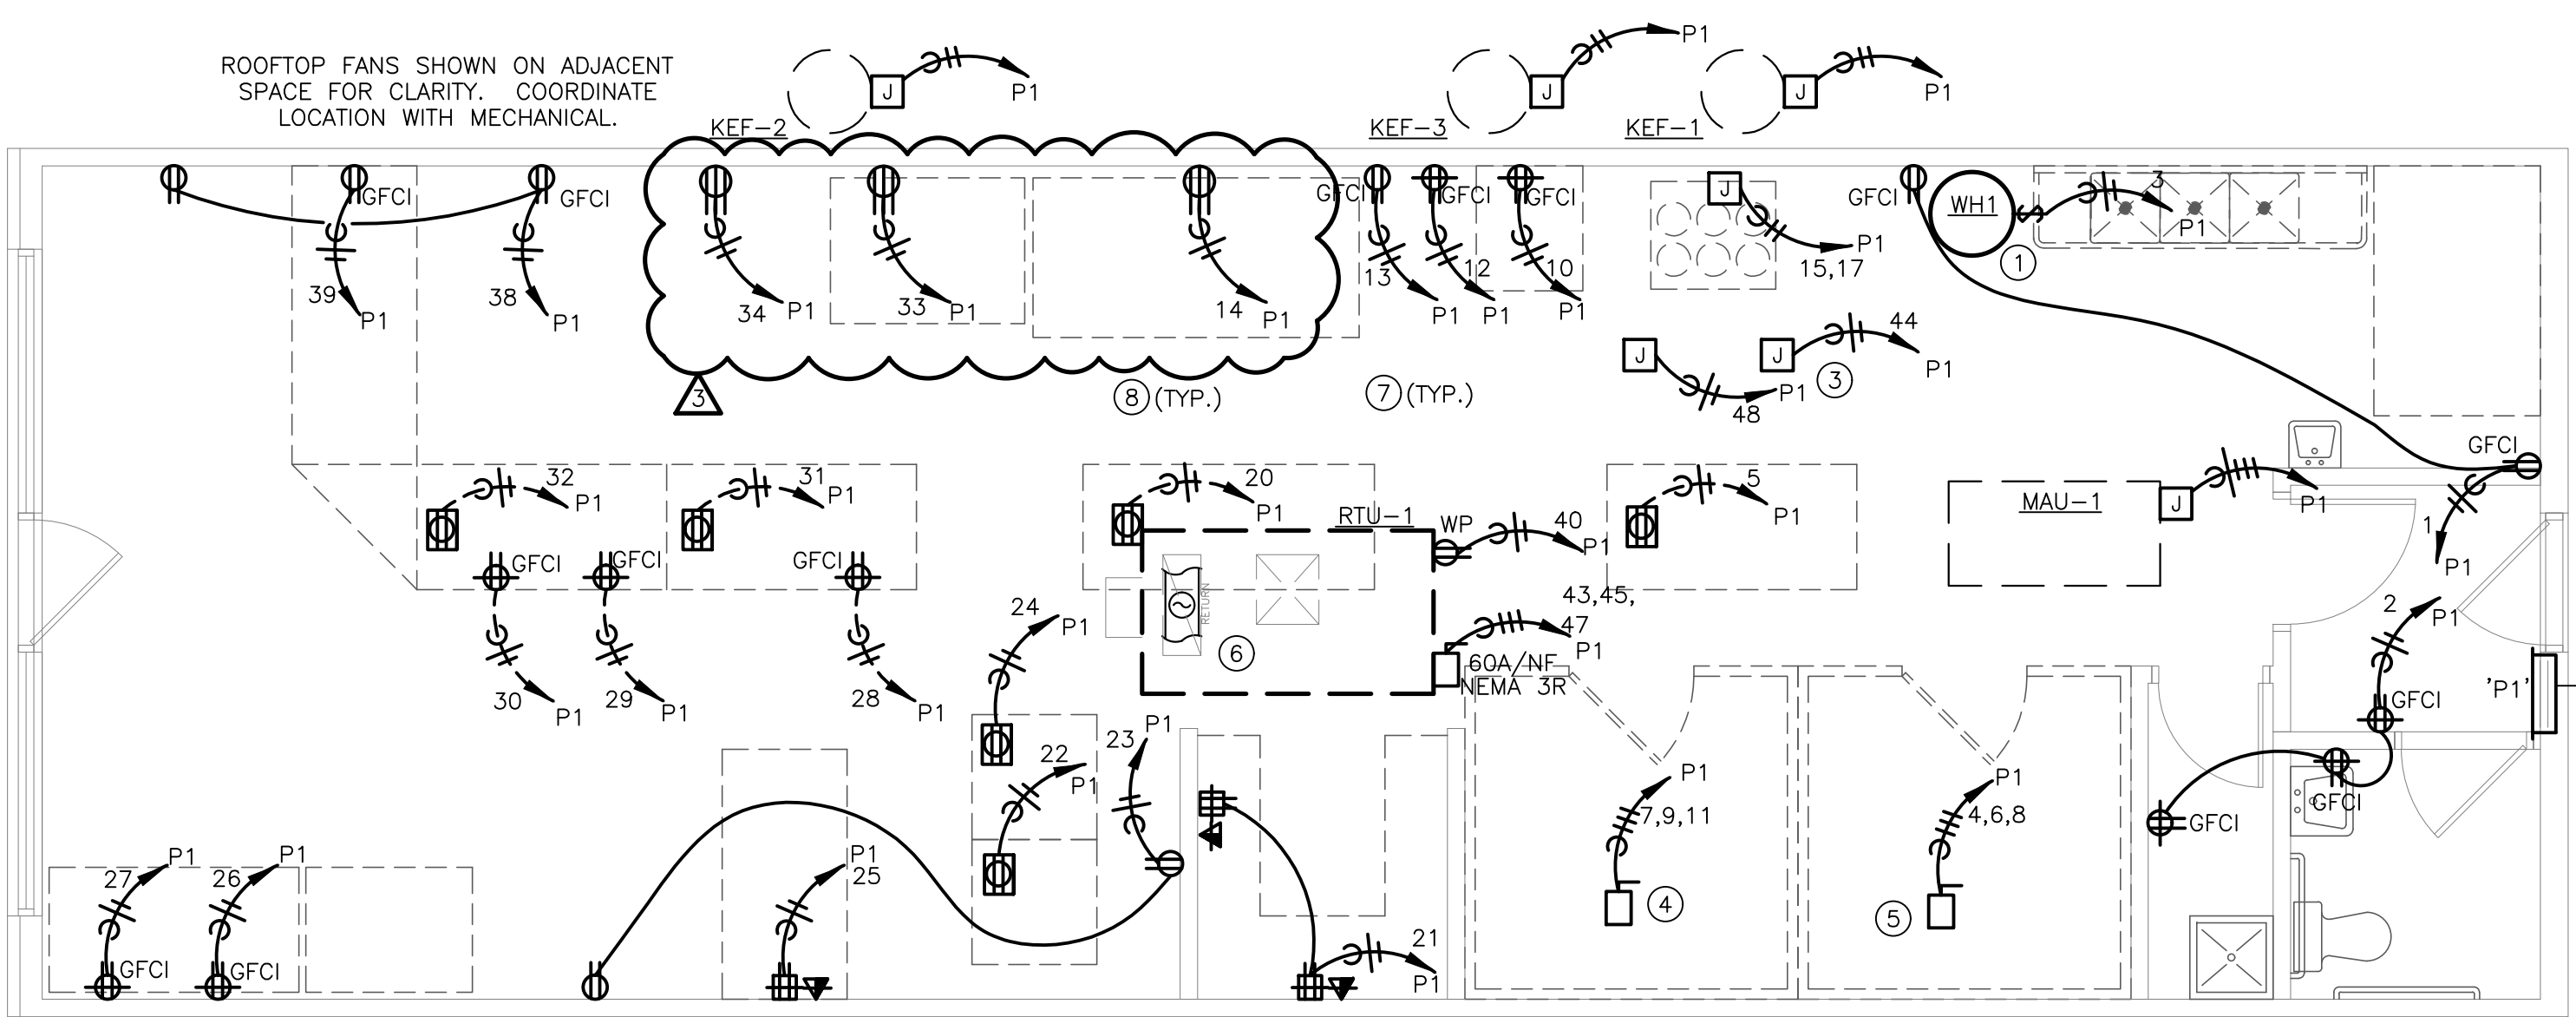 ROOFTOP FANS SHOWN ON ADJACENT
SPACE FOR CLARITY. COORDINATE
LOCATION WITH MECHANICAL.
KEF-2
J
P1
KEF-3
J
P1
KEF-1
J
P1
GFCI
39
P1
GFCI
38
P1
34
P1
33
P1
14
P1
3
8 (TYP.)
GFCI
13
P1
GFCI
12
P1
GFCI
10
P1
7 (TYP.)
J
P1
15,17
J
48
P1
J
44
P1
3
GFCI
WH1
1
3
P1
GFCI
1
P1
32
P1
31
P1
20
P1
5
P1
MAU-1
J
P1
GFCI
30
P1
GFCI
29
P1
GFCI
28
P1
RTU-1
WP
40
P1
RETURN
6
43,45,
47
P1
60A/NF
NEMA 3R
2
P1
GFCI
'P1'
24
P1
22
P1
23
P1
P1
7,9,11
4
P1
4,6,8
5
GFCI
GFCI
27
P1
GFCI
26
P1
GFCI
P1
25
21
P1